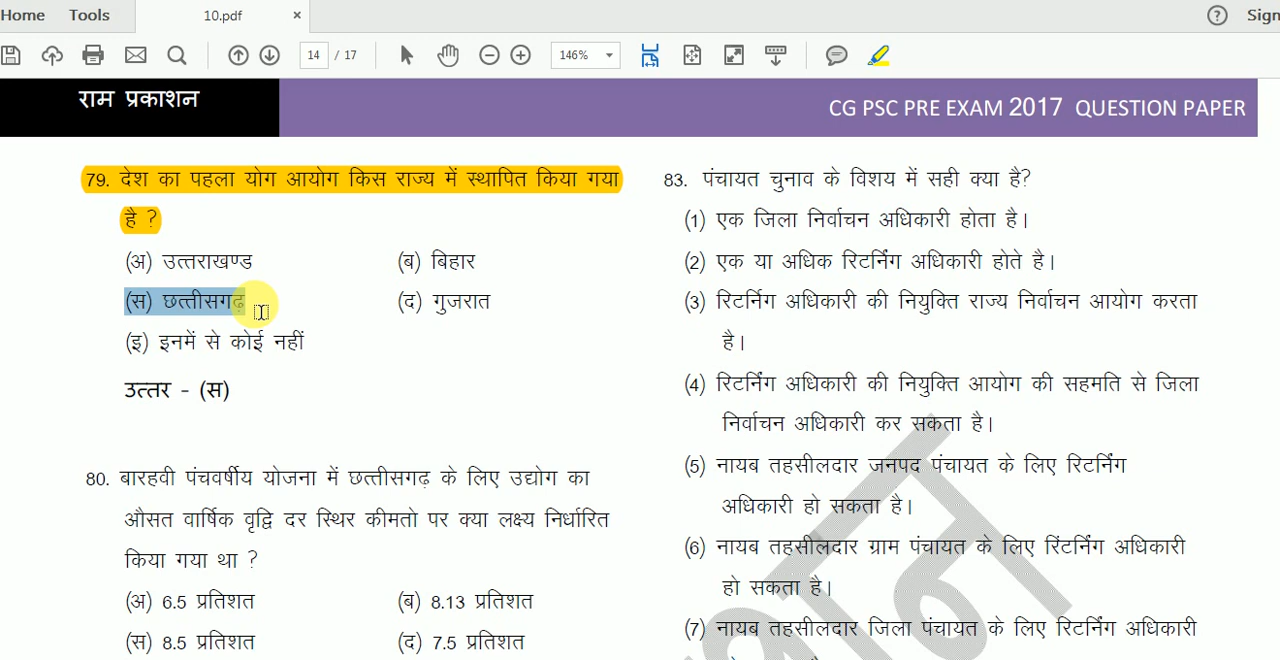 Home Tools 10.pdf × ? Sign
14 / 17 146%
राम प्रकाशन
CG PSC PRE EXAM 2017 QUESTION PAPER
79. देश का पहला योग आयोग किस राज्य में स्थापित किया गया
है ?
(अ) उत्तराखण्ड (ब) बिहार
(स) छत्तीसगढ़ (द) गुजरात
(इ) इनमें से कोई नहीं
उत्तर - (स)
80. बारहवी पंचवर्षीय योजना में छत्तीसगढ़ के लिए उद्योग का
औसत वार्षिक वृद्वि दर स्थिर कीमतो पर क्या लक्ष्य निर्धारित
किया गया था ?
(अ) 6.5 प्रतिशत (ब) 8.13 प्रतिशत
(स) 8.5 प्रतिशत (द) 7.5 प्रतिशत
83. पंचायत चुनाव के विशय में सही क्या है?
(1) एक जिला निर्वाचन अधिकारी होता है।
(2) एक या अधिक रिटर्निंग अधिकारी होते है।
(3) रिटर्निग अधिकारी की नियुक्ति राज्य निर्वाचन आयोग करता
है।
(4) रिटर्निंग अधिकारी की नियुक्ति आयोग की सहमति से जिला
निर्वाचन अधिकारी कर सकता है।
(5) नायब तहसीलदार जनपद पंचायत के लिए रिटर्निंग
अधिकारी हो सकता है।
(6) नायब तहसीलदार ग्राम पंचायत के लिए रिंटर्निंग अधिकारी
हो सकता है।
(7) नायब तहसीलदार जिला पंचायत के लिए रिटर्निंग अधिकारी